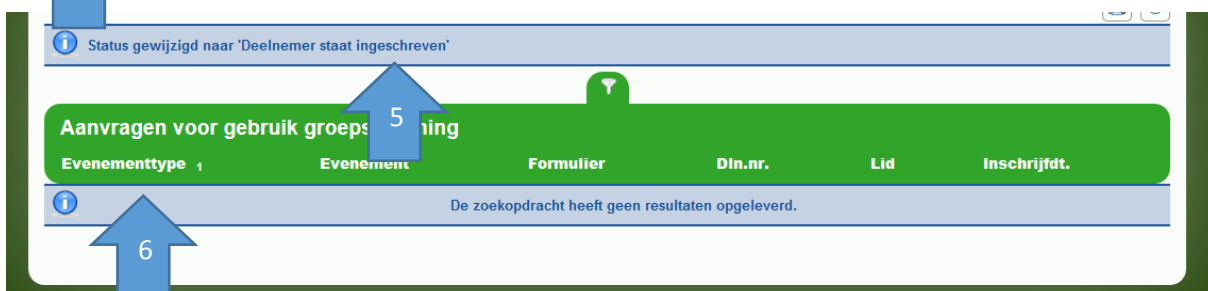 Status gewijzigd naar 'Deelnemer staat ingeschreven'
5
Aanvragen voor gebruik groeps ning
Evenementtype 1 Evenement Formulier Dln.nr. Lid Inschrijfdt.
De zoekopdracht heeft geen resultaten opgeleverd.
6